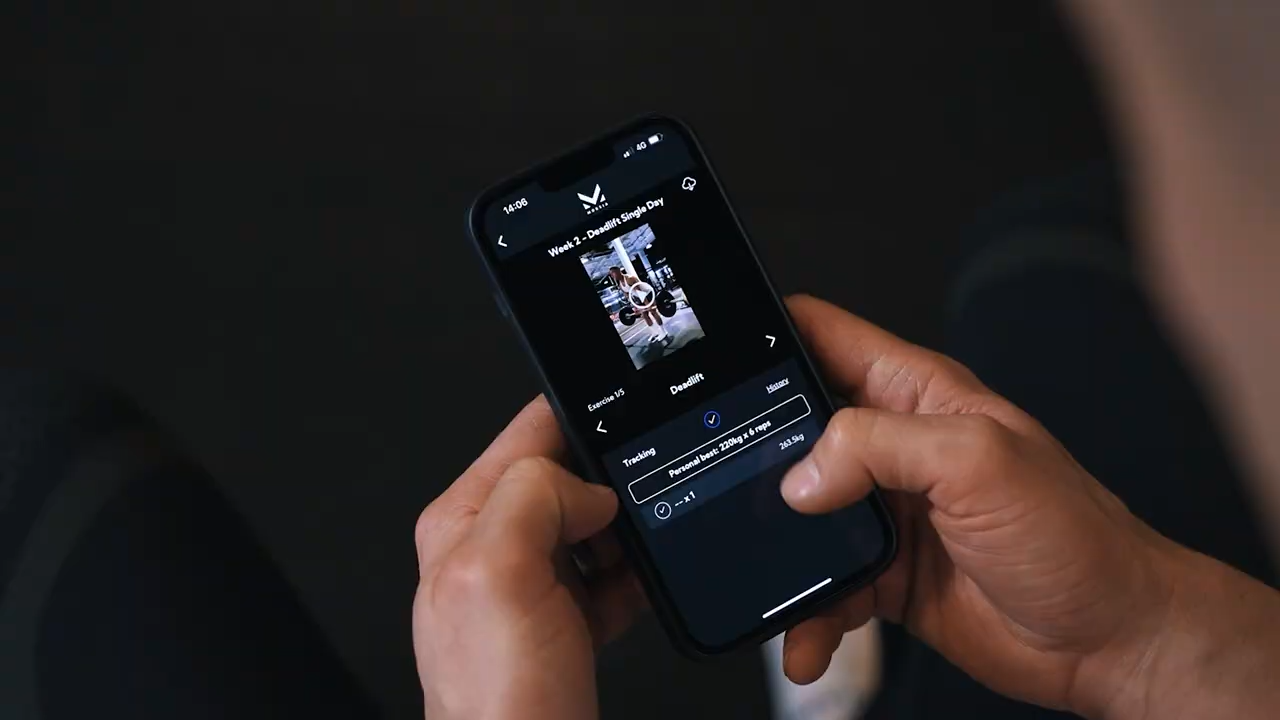 14:06
4G
Week 2 - Deadlift Single Day
Exercise 1/5
Deadlift
History
Tracking
Personal best: 220kg x 6 reps
-- x 1
263.5kg